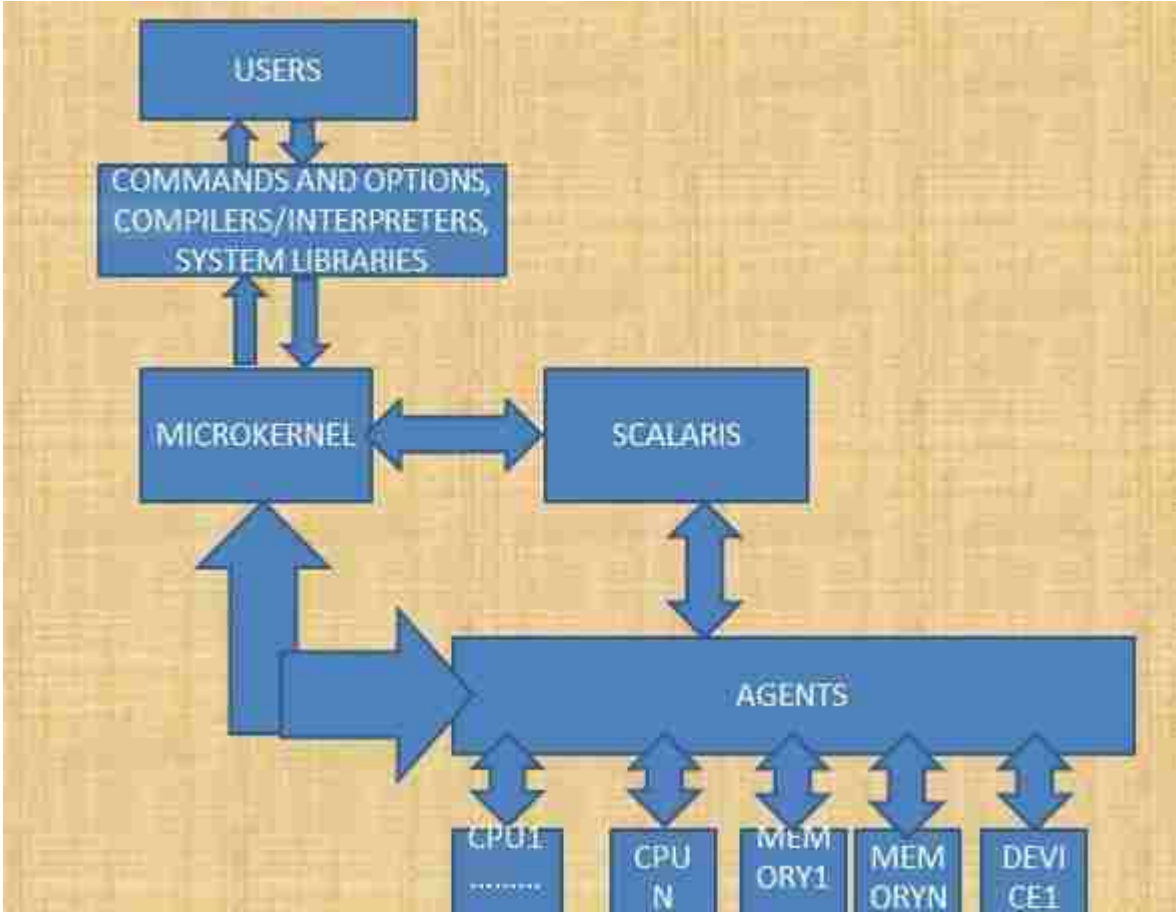 USERS
COMMANDS AND OPTIONS,
COMPILERS/INTERPRETERS,
SYSTEM LIBRARIES
MICROKERNEL
SCALARIS
AGENTS
CPU1
.........
CPU
N
MEM
ORY1
MEM
ORYN
DEVI
CE1